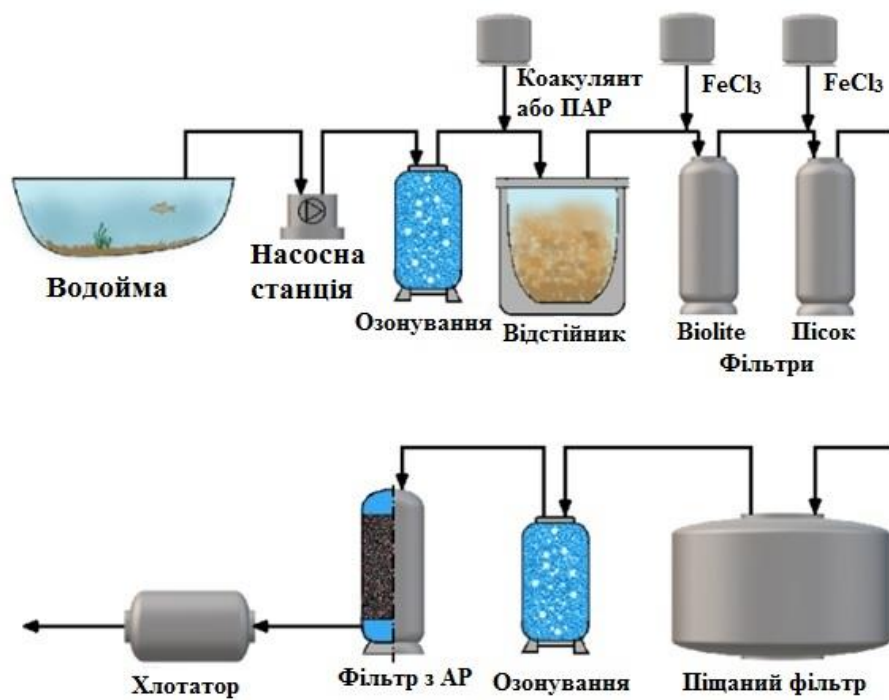 Коакулянт
або ПАР
FeCl₃
FeCl₃
Водойма
Насосна
станція
Озонування
Відстійник
Biolite
Пісок
Фільтри
Хлотатор
Фільтр з АР
Озонування
Піщаний фільтр